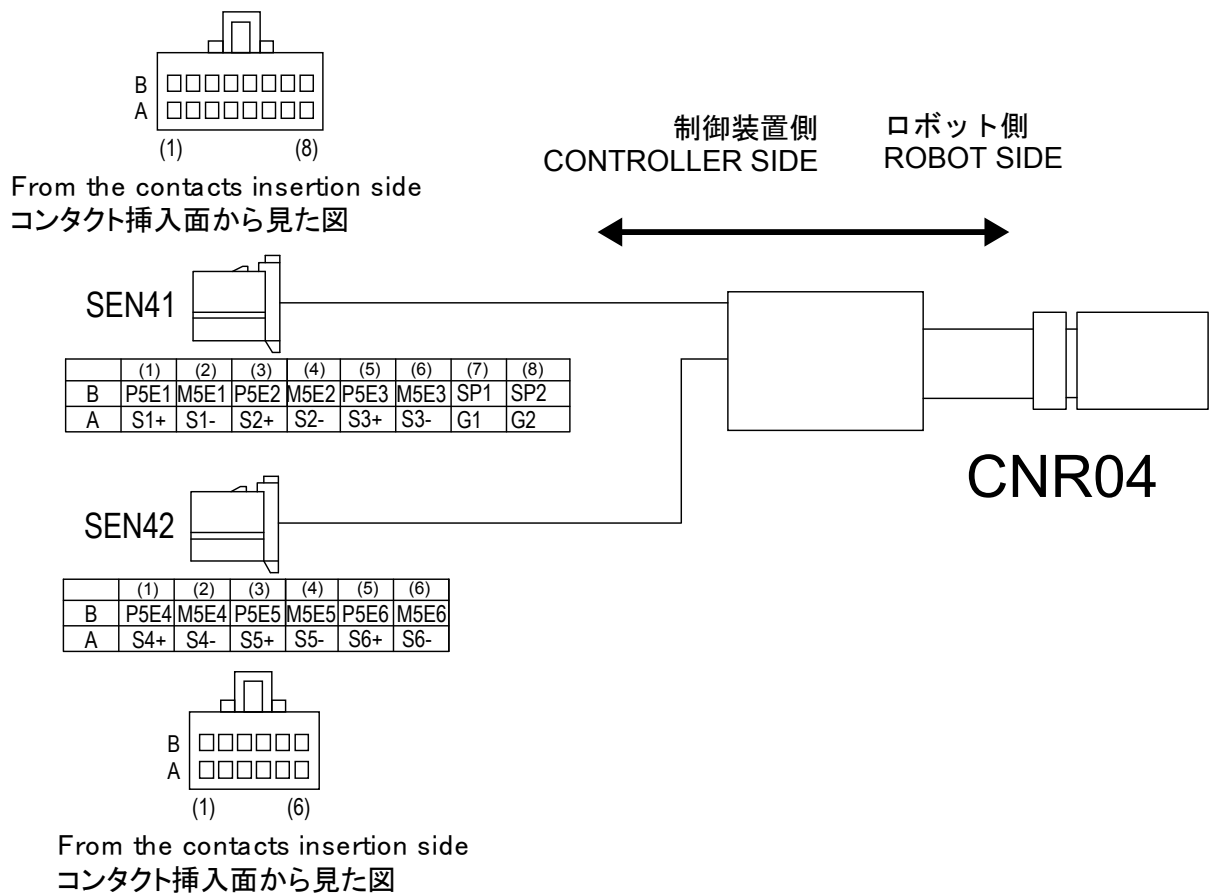 B
A
(1) (8)
From the contacts insertion side
コンタクト挿入面から見た図
制御装置側 ロボット側
CONTROLLER SIDE ROBOT SIDE
SEN41
(1) (2) (3) (4) (5) (6) (7) (8)
B P5E1 M5E1 P5E2 M5E2 P5E3 M5E3 SP1 SP2
A S1+ S1- S2+ S2- S3+ S3- G1 G2
CNR04
SEN42
(1) (2) (3) (4) (5) (6)
B P5E4 M5E4 P5E5 M5E5 P5E6 M5E6
A S4+ S4- S5+ S5- S6+ S6-
B
A
(1) (6)
From the contacts insertion side
コンタクト挿入面から見た図